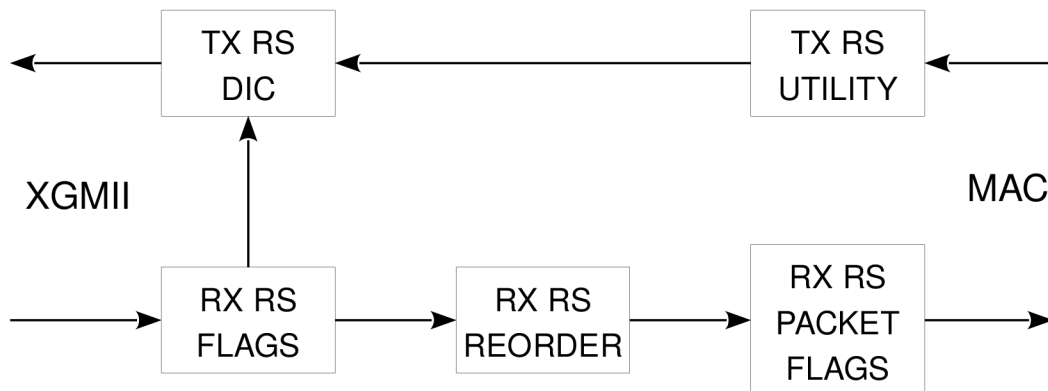 TX RS
DIC
TX RS
UTILITY
XGMII
MAC
RX RS
FLAGS
RX RS
REORDER
RX RS
PACKET
FLAGS